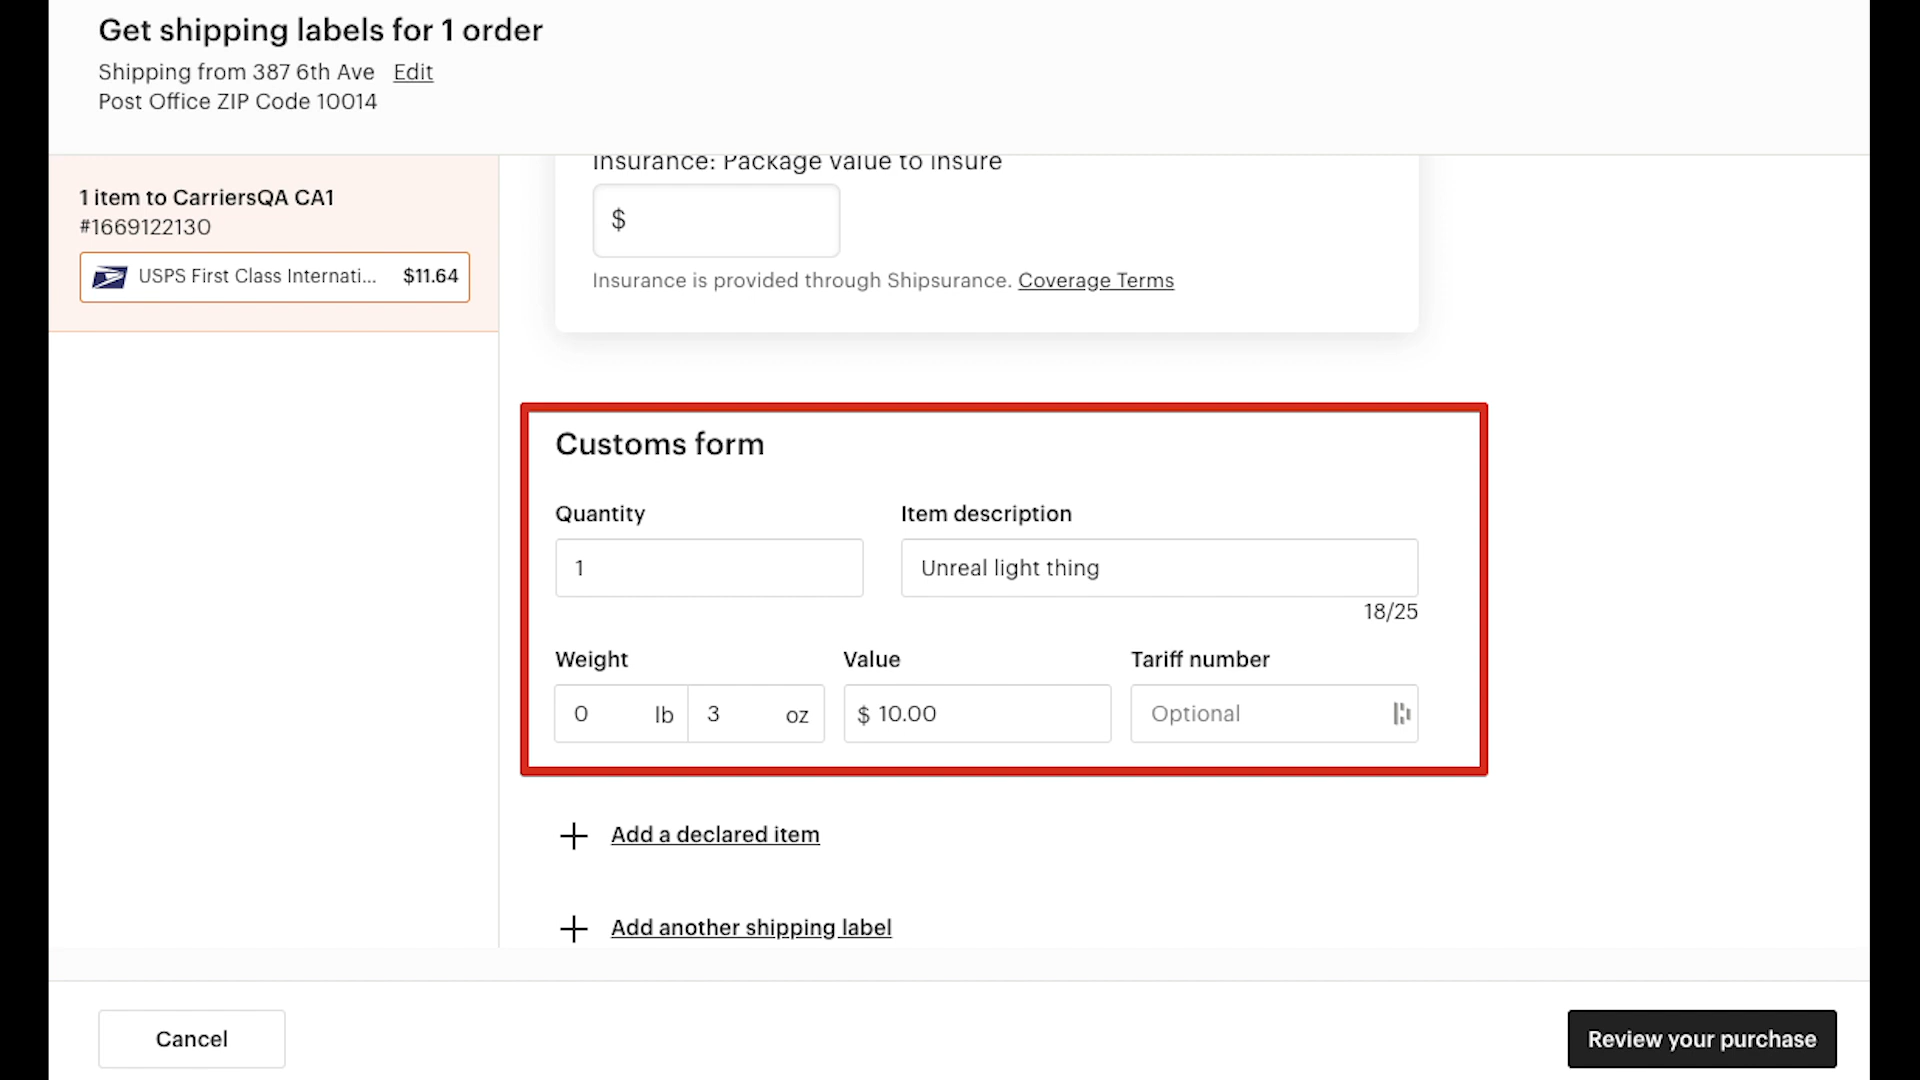 Get shipping labels for 1 order
Shipping from 387 6th Ave Edit
Post Office ZIP Code 10014
1 item to CarriersQA CA1
#1669122130
USPS First Class Internati... $11.64
Insurance: Package value to insure
$
Insurance is provided through Shipsurance. Coverage Terms
Customs form
Quantity Item description
1 Unreal light thing
18/25
Weight Value Tariff number
0 lb 3 oz $ 10.00 Optional
Add a declared item
Add another shipping label
Cancel Review your purchase